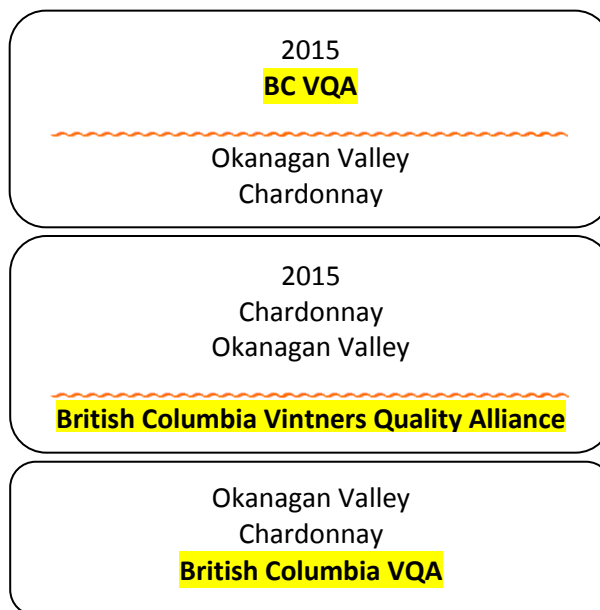 2015
BC VQA
Okanagan Valley
Chardonnay
2015
Chardonnay
Okanagan Valley
British Columbia Vintners Quality Alliance
Okanagan Valley
Chardonnay
British Columbia VQA